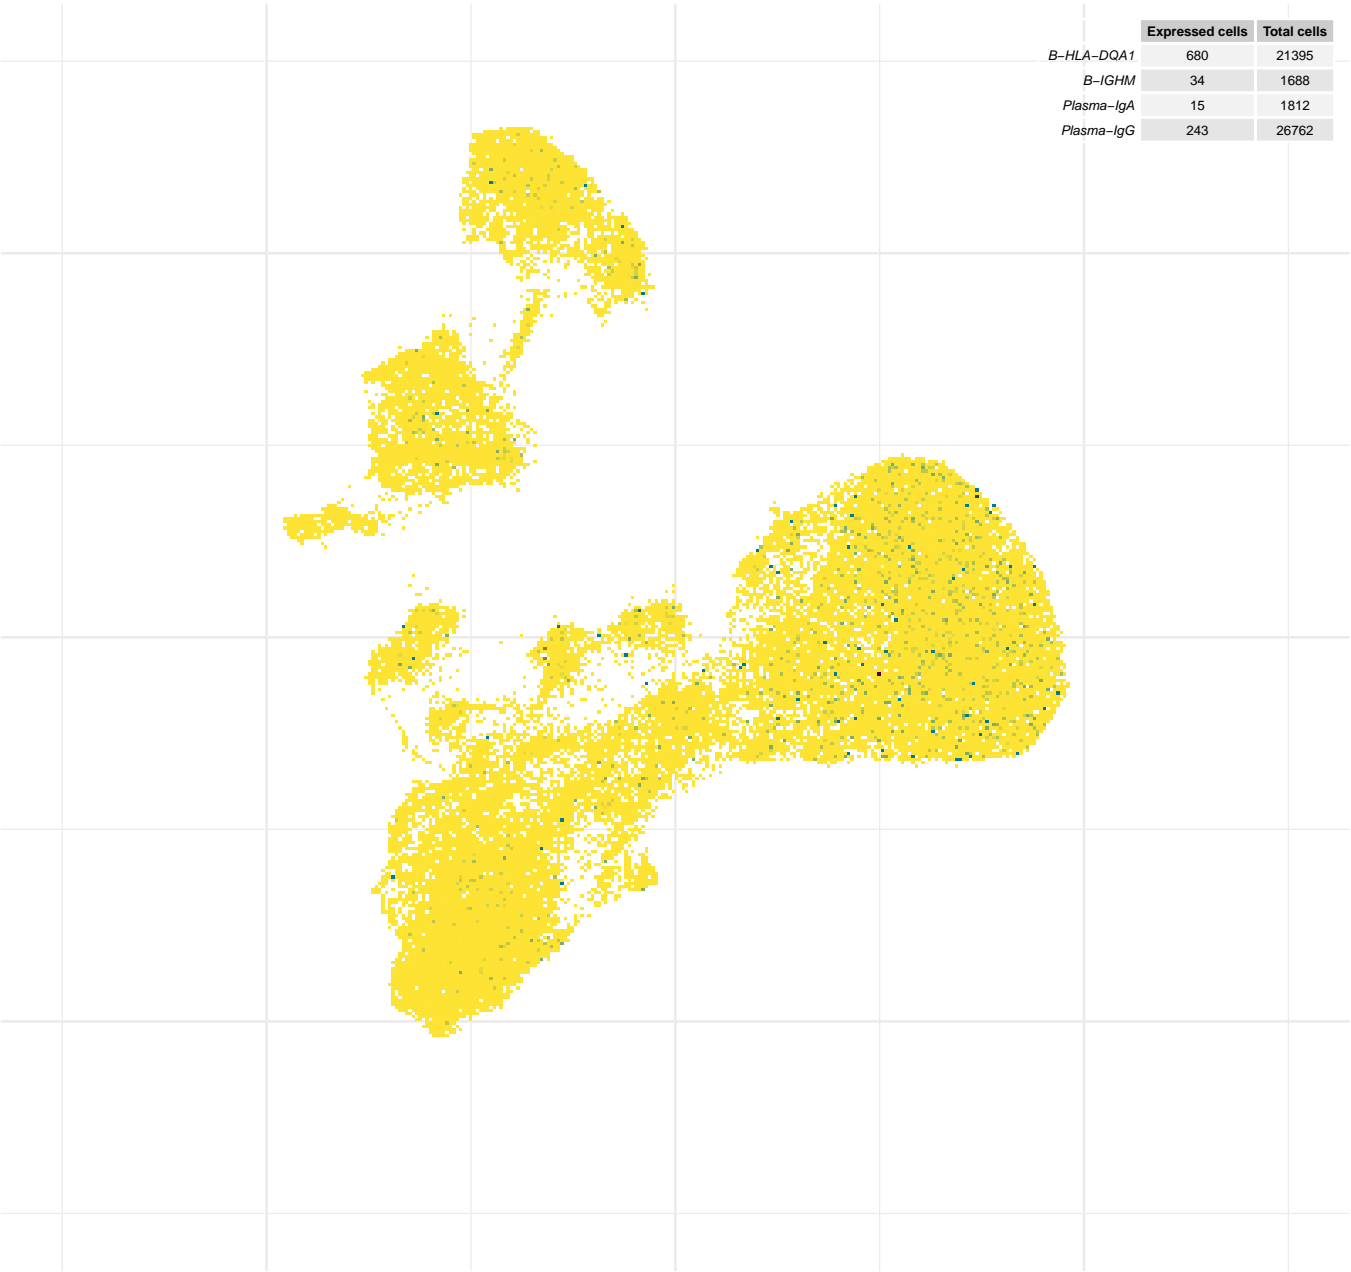 Expressed cells Total cells
B−HLA−DQA1 680 21395
B−IGHM 34 1688
Plasma−IgA 15 1812
Plasma−IgG 243 26762